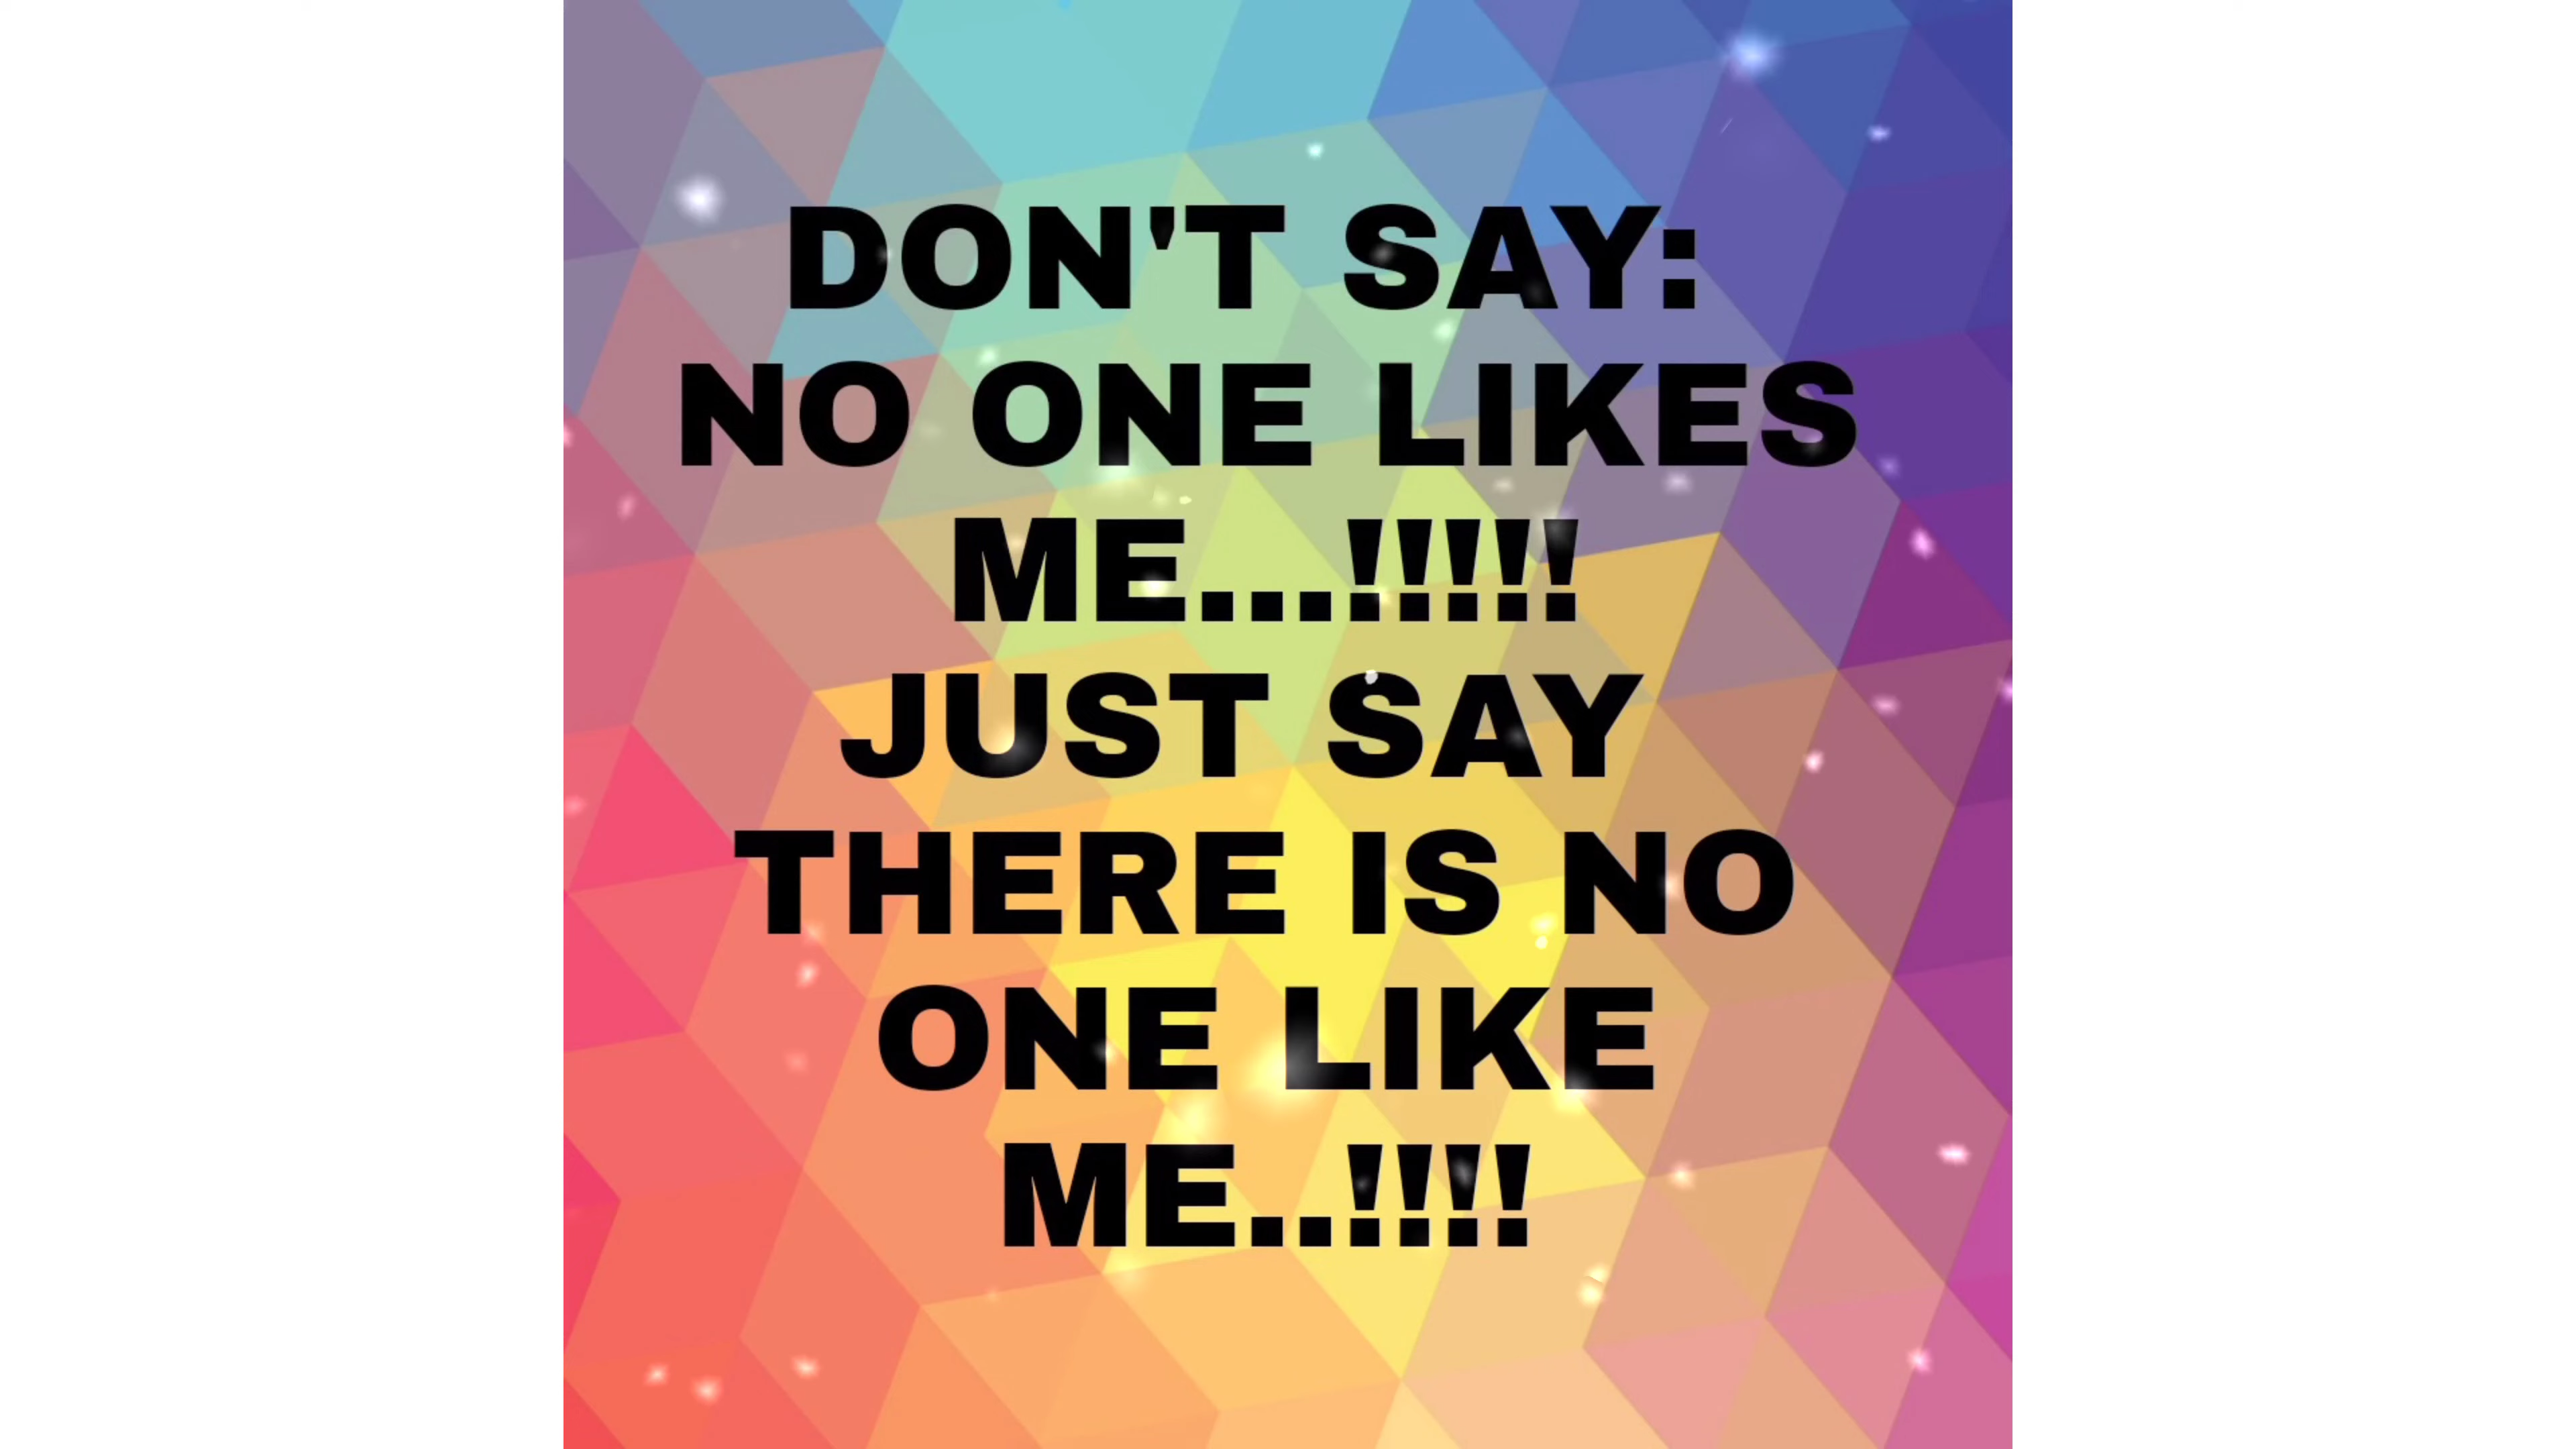 DON'T SAY:
NO ONE LIKES
ME...!!!!!
JUST SAY
THERE IS NO
ONE LIKE
ME..!!!!